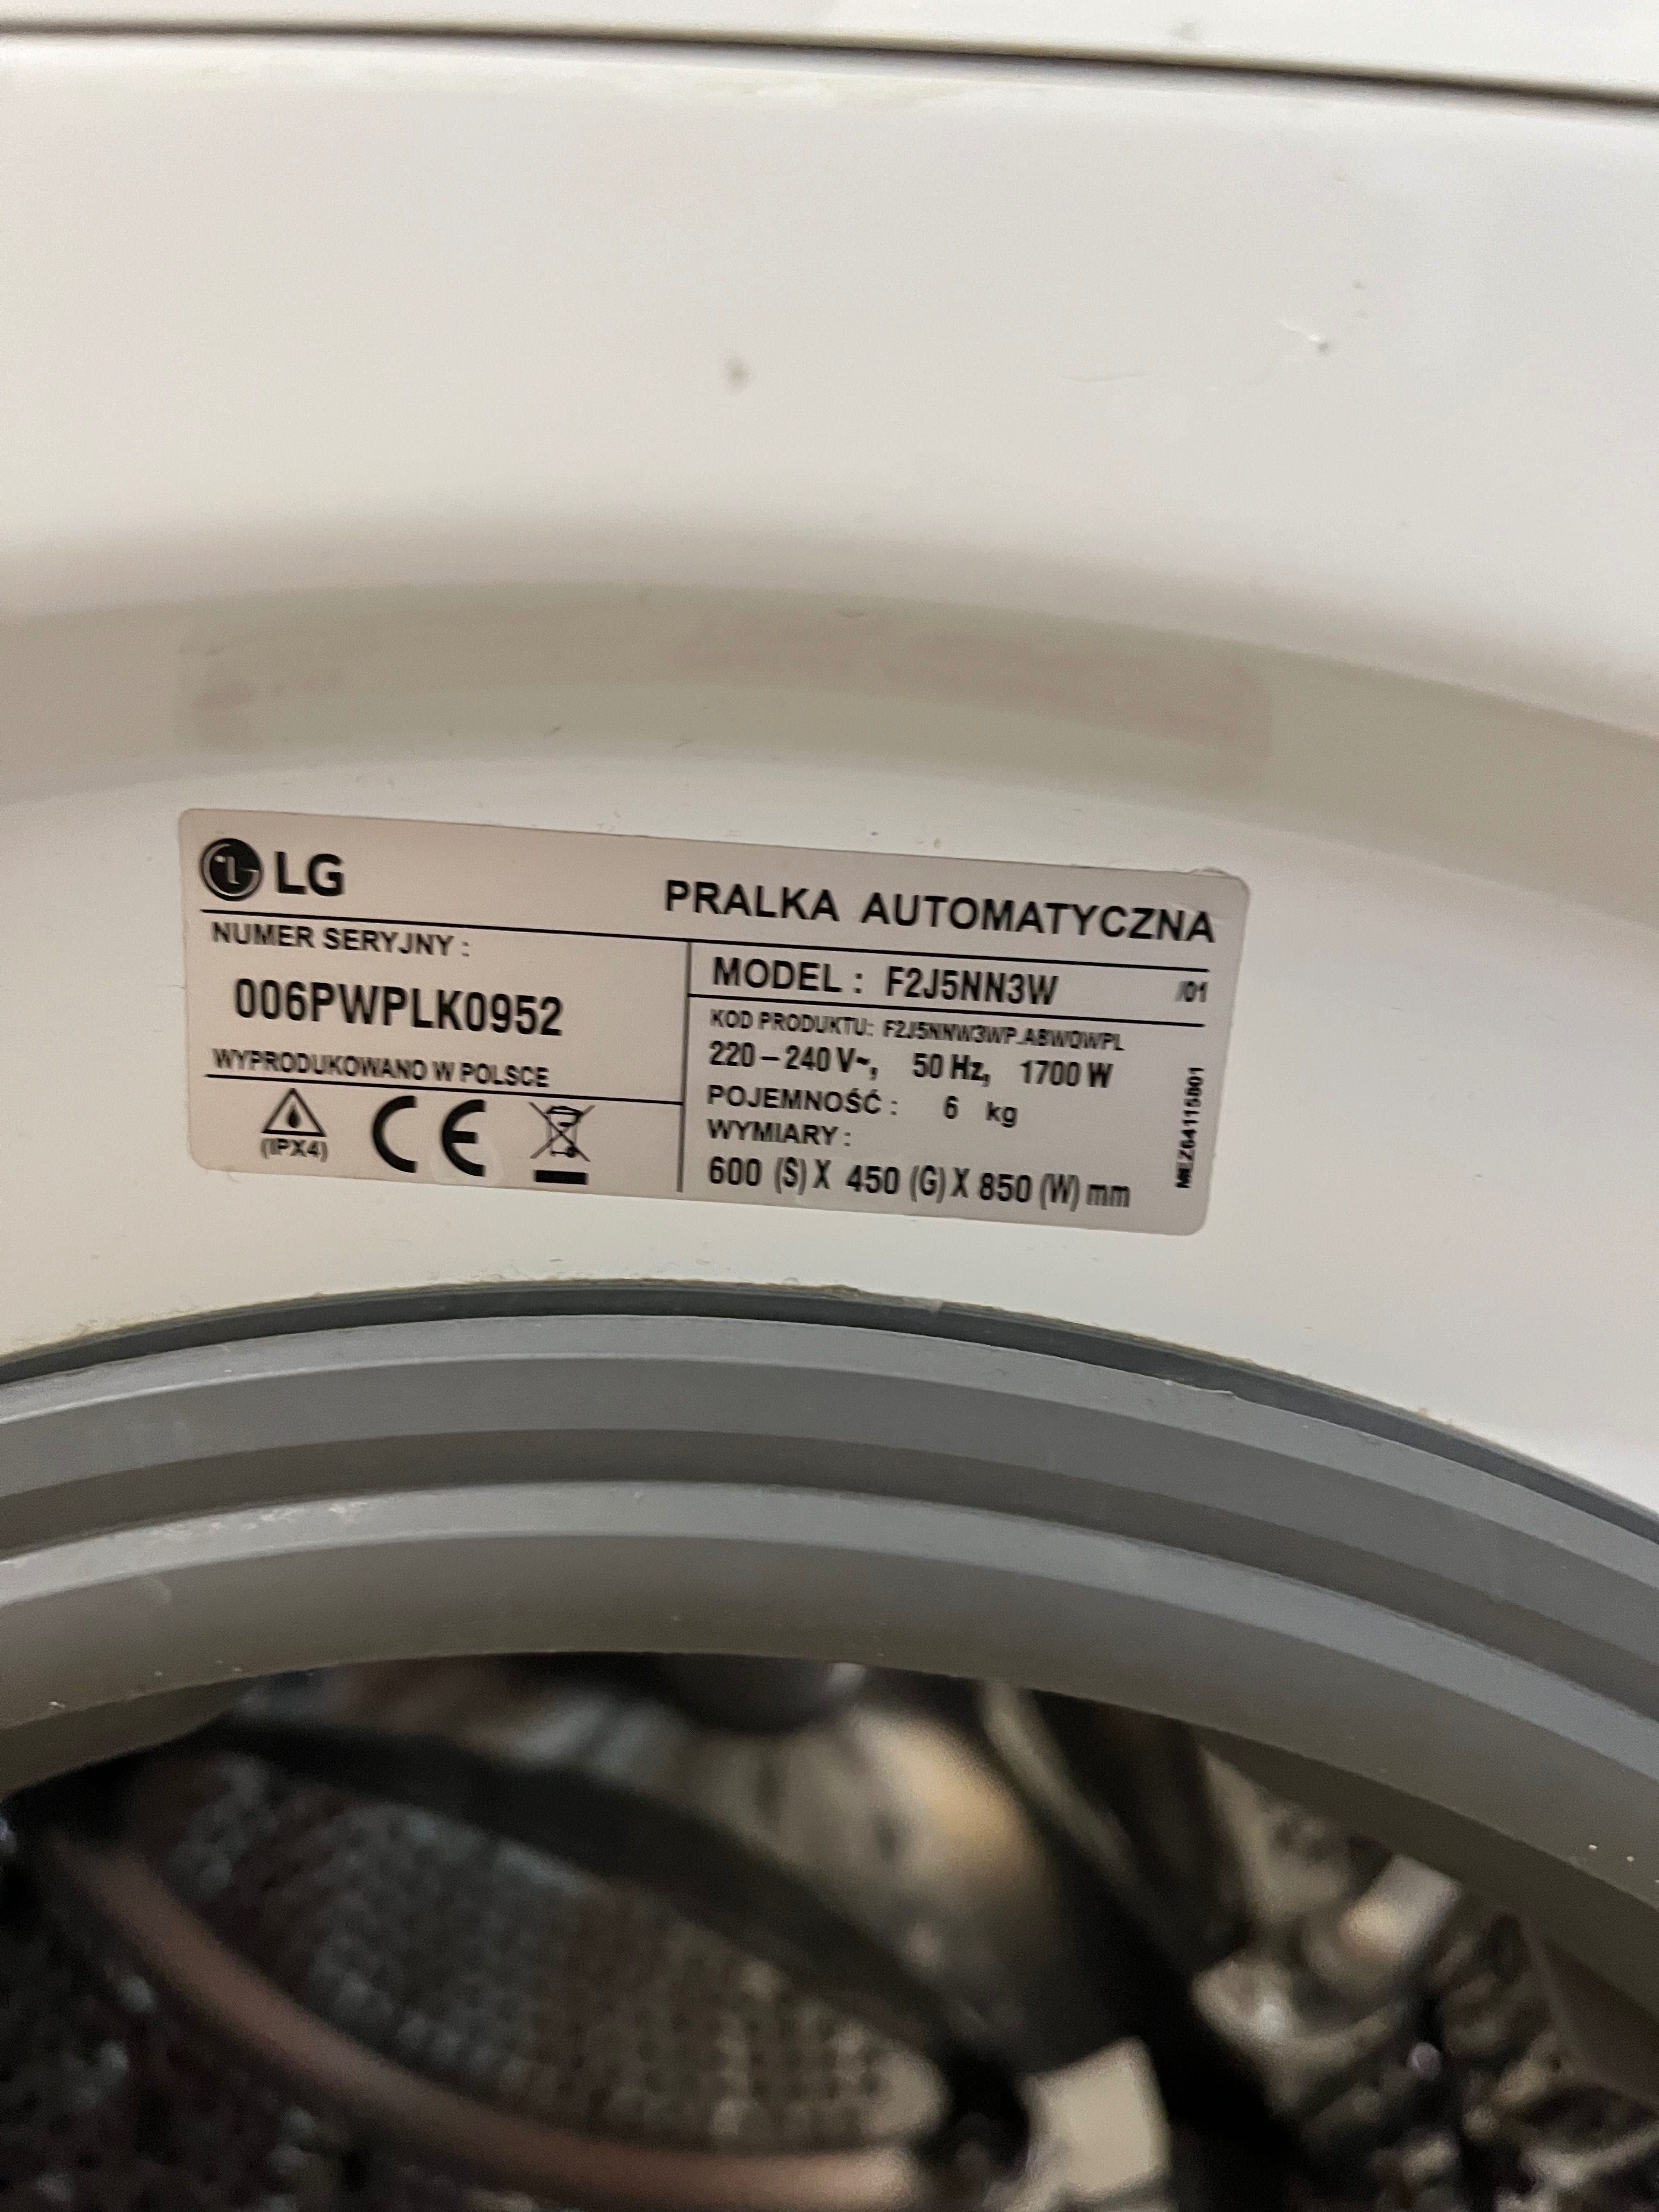 LG
PRALKA AUTOMATYCZNA
NUMER SERYJNY :
006PWPLK0952
WYPRODUKOWANO W POLSCE
(IPX4)
CE
MODEL : F2J5NN3W /01
KOD PRODUKTU: F2J5NNW3WP.ABWQWPL
220 – 240 V~, 50 Hz, 1700 W
POJEMNOŚĆ : 6 kg
WYMIARY :
600 (S) X 450 (G) X 850 (W) mm
MEZ64115801